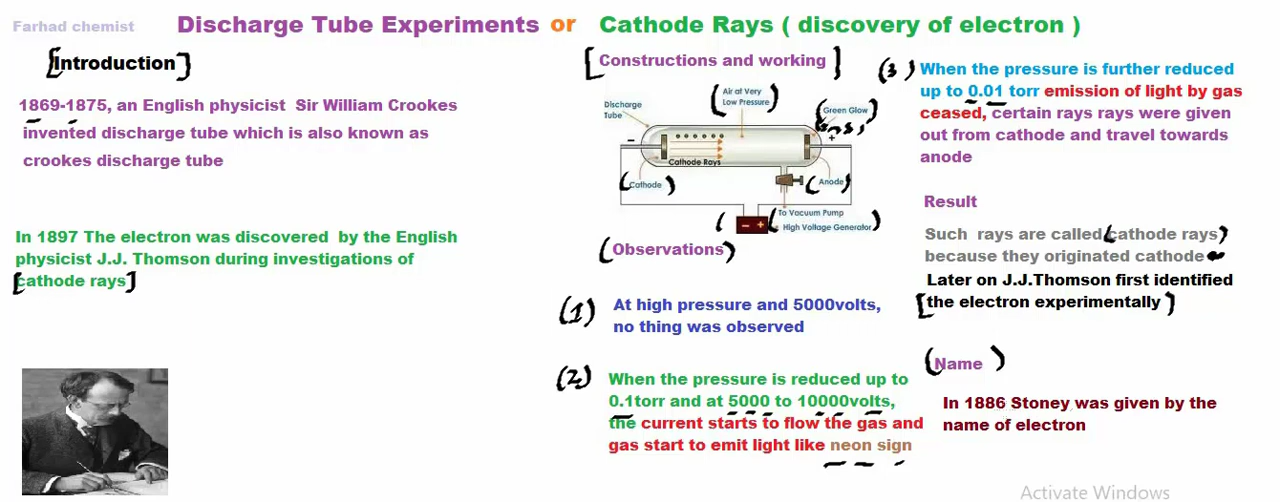 Farhad chemist
Discharge Tube Experiments or Cathode Rays ( discovery of electron )
[Introduction]
1869-1875, an English physicist Sir William Crookes
invented discharge tube which is also known as
crookes discharge tube
In 1897 The electron was discovered by the English
physicist J.J. Thomson during investigations of
[cathode rays]
[Constructions and working]
Discharge
Tube
(Air at Very
Low Pressure)
(Green Glow)
-
+
Cathode Rays
(Cathode)
(Anode)
(To Vacuum Pump
- +
High Voltage Generator)
(Observations)
(1) At high pressure and 5000volts,
no thing was observed
(2) When the pressure is reduced up to
0.1torr and at 5000 to 10000volts,
the current starts to flow the gas and
gas start to emit light like neon sign
(3) When the pressure is further reduced
up to 0.01 torr emission of light by gas
ceased, certain rays rays were given
out from cathode and travel towards
anode
Result
Such rays are called (cathode rays)
because they originated cathode
Later on J.J.Thomson first identified
[the electron experimentally]
(Name)
In 1886 Stoney was given by the
name of electron
Activate Windows